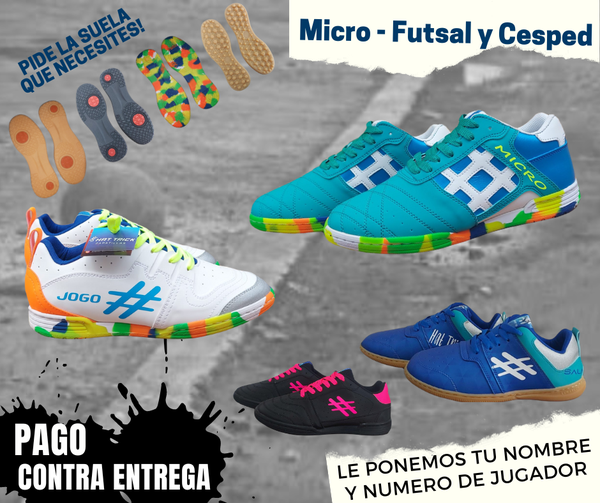 PIDE LA SUELA
QUE NECESITES!
Micro - Futsal y Cesped
MICRO
HAT TRICK
JOGO
Hat
PAGO
CONTRA ENTREGA
LE PONEMOS TU NOMBRE
Y NUMERO DE JUGADOR